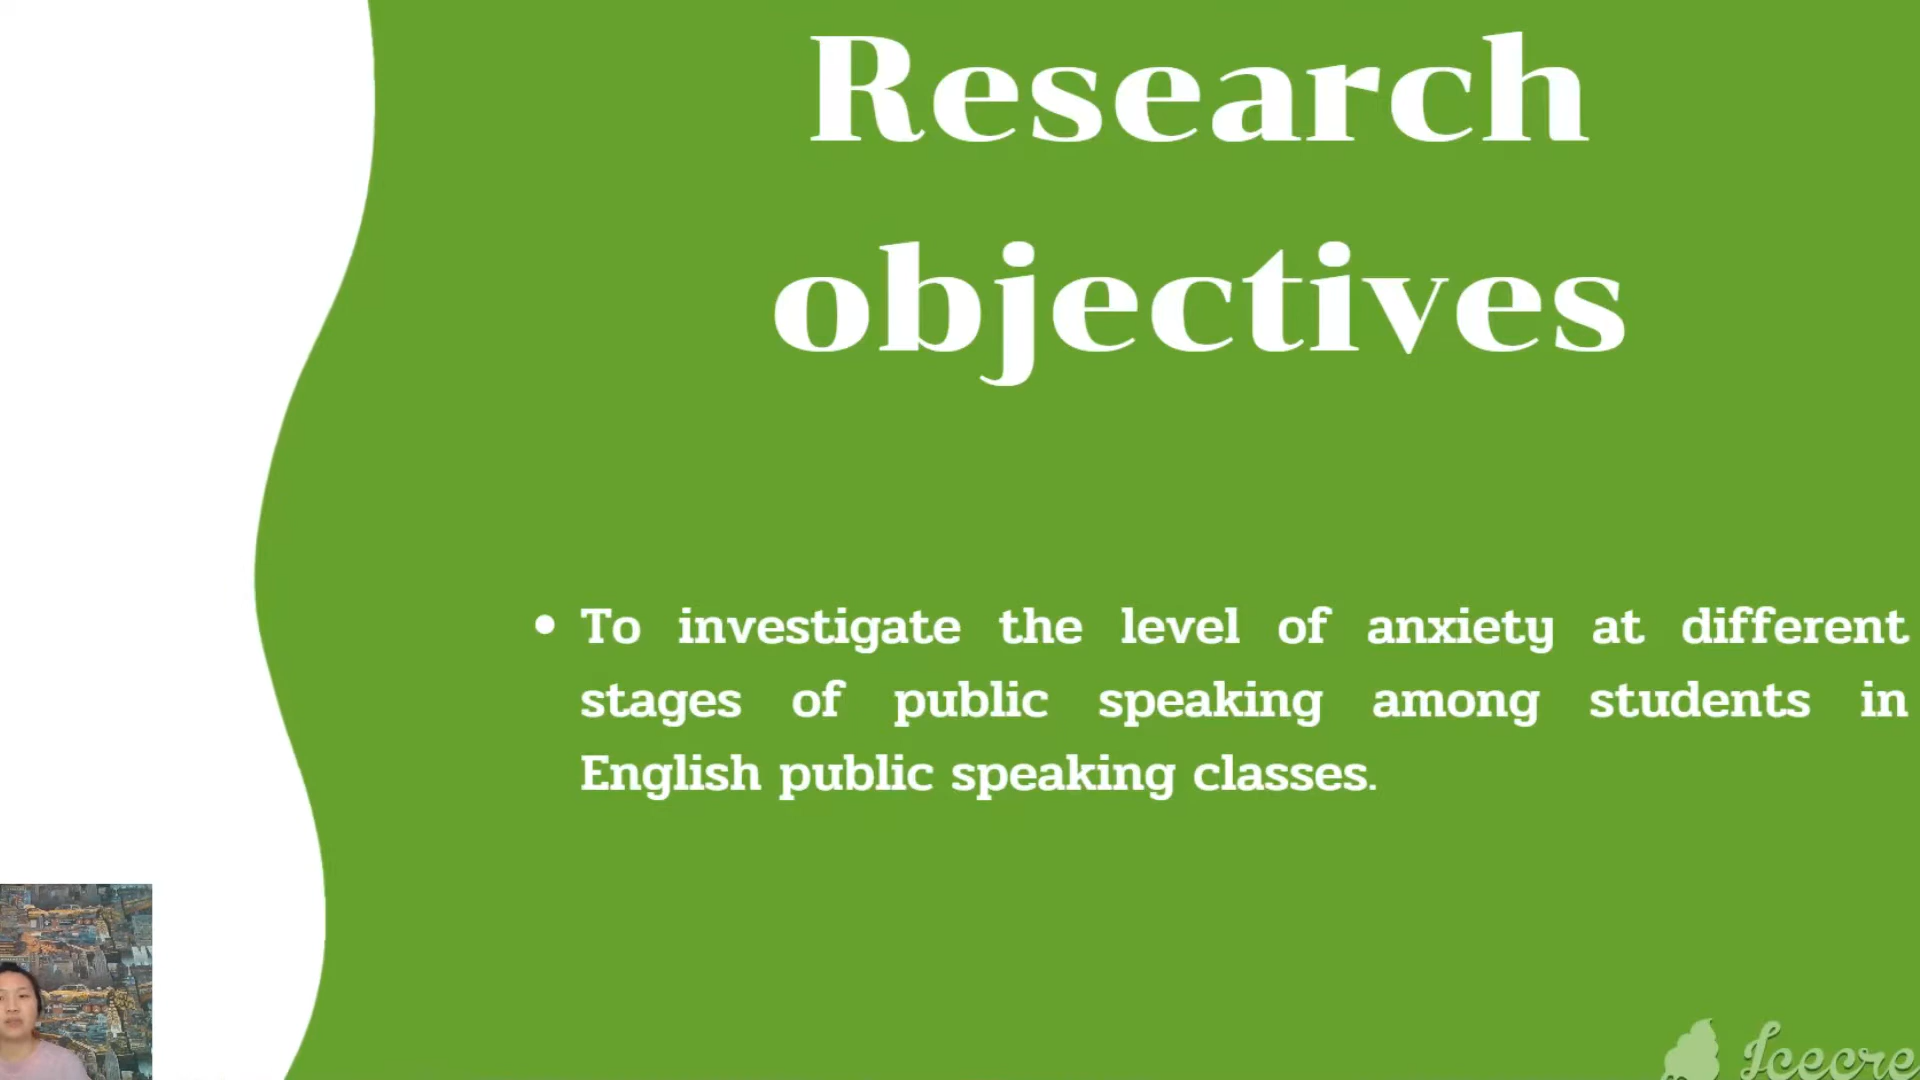 Research
objectives
• To investigate the level of anxiety at different
stages of public speaking among students in
English public speaking classes.
Icecre